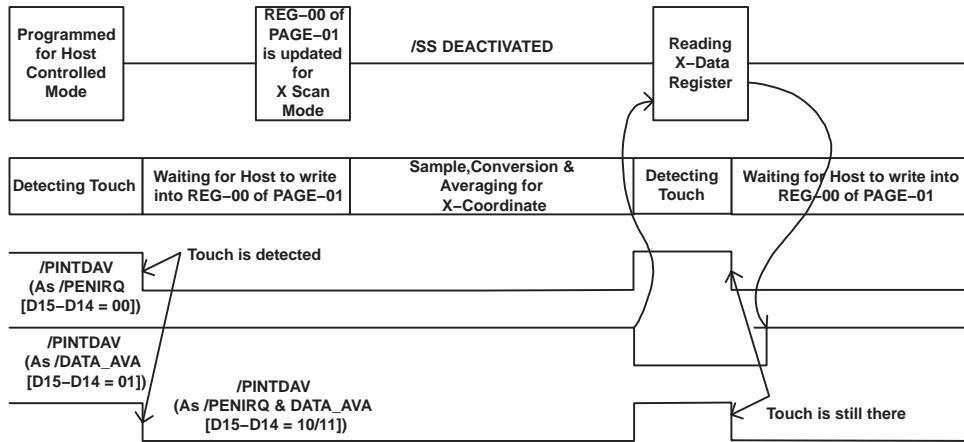 Programmed
for Host
Controlled
Mode
REG–00 of
PAGE–01
is updated
for
X Scan
Mode
/SS DEACTIVATED
Reading
X–Data
Register
Detecting Touch
Waiting for Host to write
into REG–00 of PAGE–01
Sample,Conversion &
Averaging for
X–Coordinate
Detecting
Touch
Waiting for Host to write into
REG–00 of PAGE–01
Touch is detected
/PINTDAV
(As /PENIRQ
[D15–D14 = 00])
/PINTDAV
(As /DATA_AVA
[D15–D14 = 01])
/PINTDAV
(As /PENIRQ & DATA_AVA
[D15–D14 = 10/11])
Touch is still there